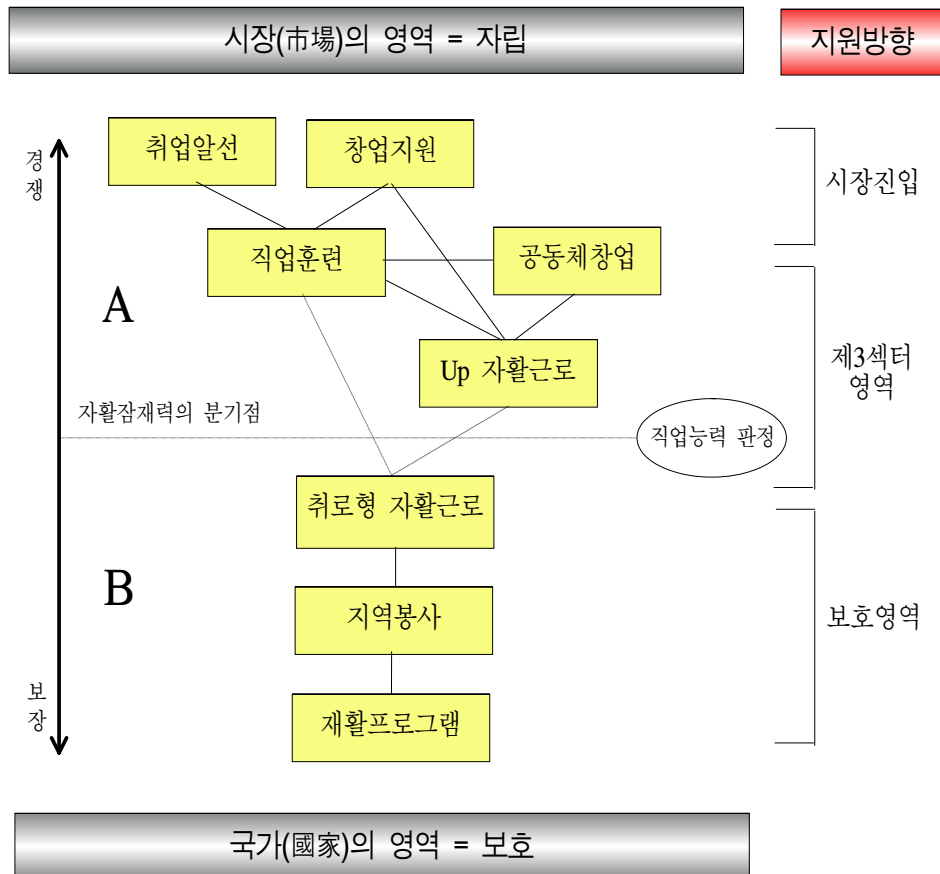 시장(市場)의 영역 = 자립
지원방향
경
쟁
취업알선
창업지원
시장진입
직업훈련
공동체창업
A
Up 자활근로
제3섹터
영역
자활잠재력의 분기점
직업능력 판정
취로형 자활근로
B
지역봉사
보호영역
보
장
재활프로그램
국가(國家)의 영역 = 보호